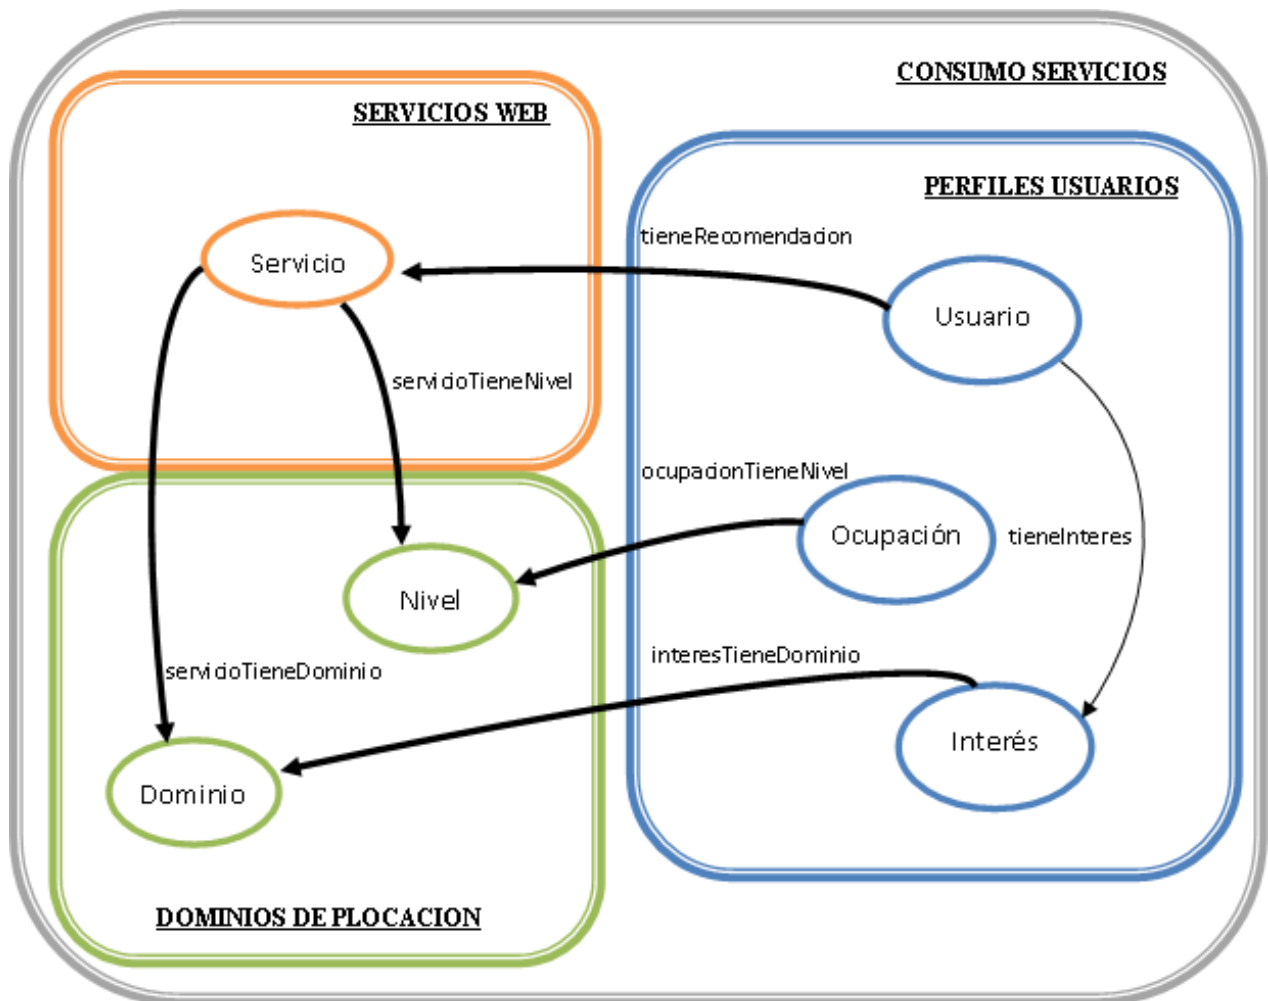 CONSUMO SERVICIOS
SERVICIOS WEB
PERFILES USUARIOS
tieneRecomendacion
Servicio
Usuario
servicioTieneNivel
ocupacionTieneNivel
Ocupación
tieneInteres
Nivel
interesTieneDominio
servicioTieneDominio
Interés
Dominio
DOMINIOS DE PLOCACION